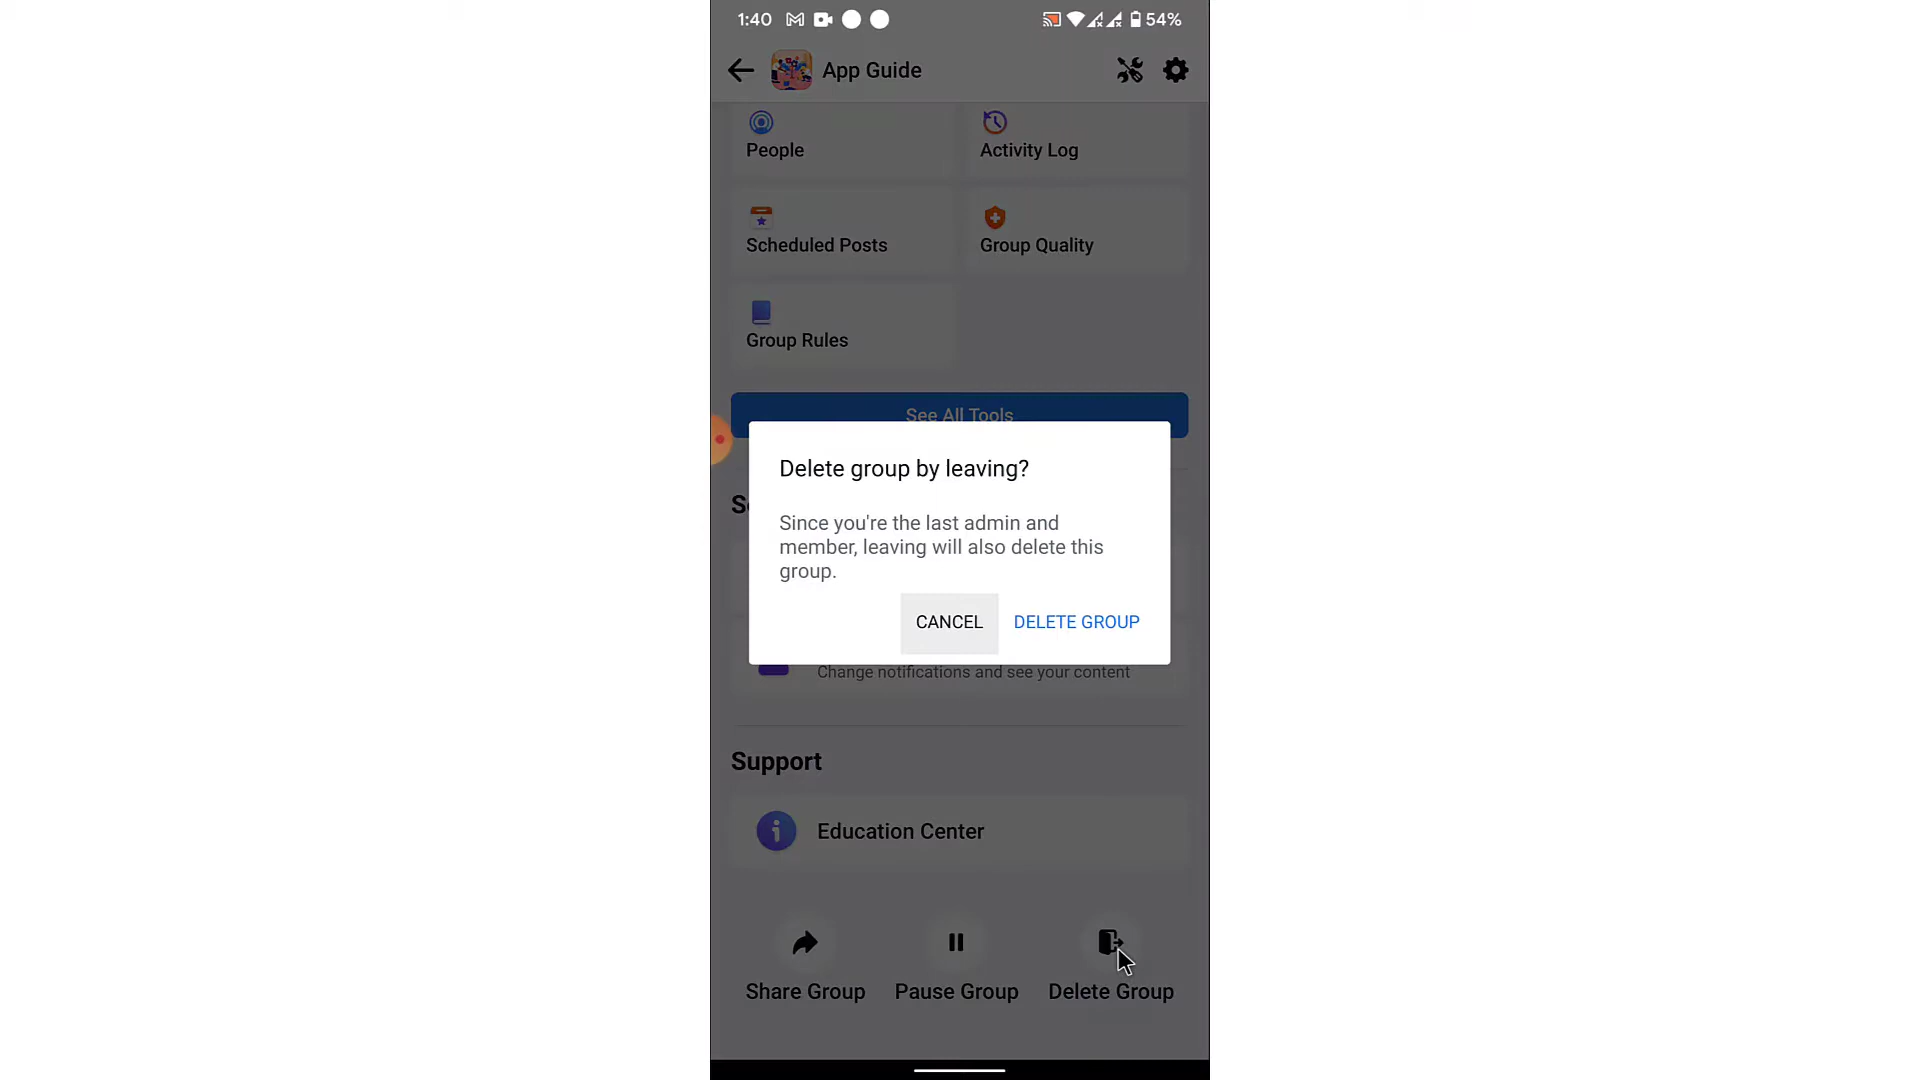 1:40
54%
App Guide
People
Activity Log
Scheduled Posts
Group Quality
Group Rules
See All Tools
Delete group by leaving?
Since you're the last admin and
member, leaving will also delete this
group.
CANCEL
DELETE GROUP
Change notifications and see your content
Support
Education Center
Share Group
Pause Group
Delete Group